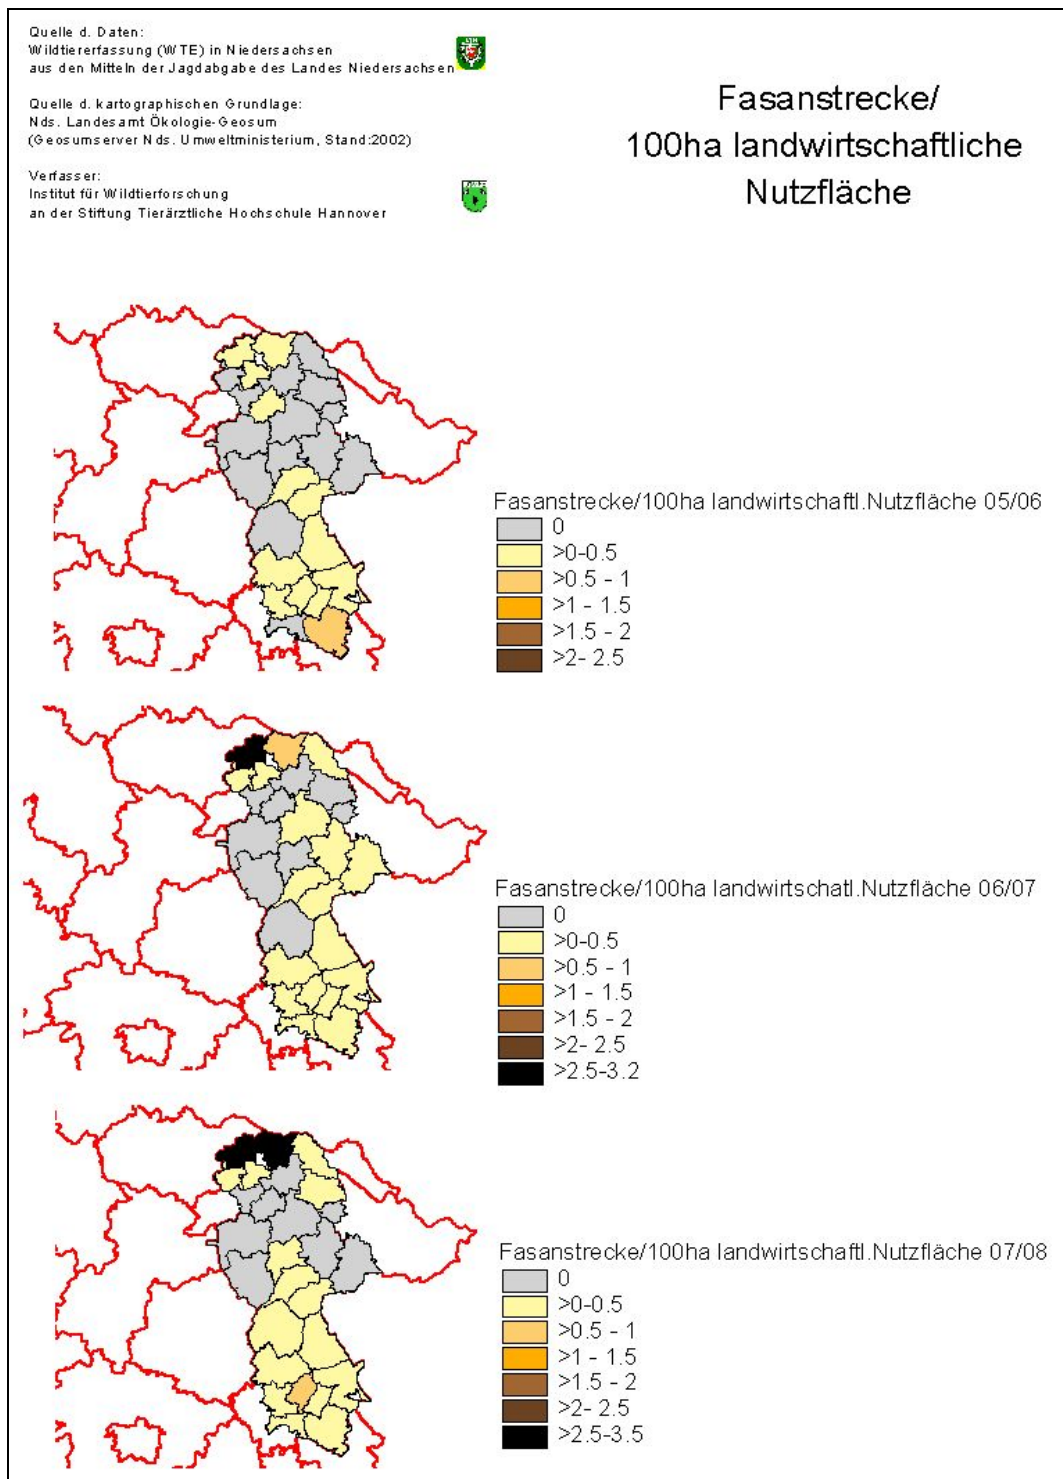 Quelle d. Daten:
Wildtiererfassung (WTE) in Niedersachsen
aus den Mitteln der Jagdabgabe des Landes Niedersachsen
Quelle d. kartographischen Grundlage:
Nds. Landesamt Ökologie-Geosum
(Geosumserver Nds. Umweltministerium, Stand:2002)
Verfasser:
Institut für Wildtierforschung
an der Stiftung Tierärztliche Hochschule Hannover
Fasanstrecke/
100ha landwirtschaftliche
Nutzfläche
Fasanstrecke/100ha landwirtschaftl.Nutzfläche 05/06
0
>0-0.5
>0.5 - 1
>1 - 1.5
>1.5 - 2
>2- 2.5
Fasanstrecke/100ha landwirtschatl.Nutzfläche 06/07
0
>0-0.5
>0.5 - 1
>1 - 1.5
>1.5 - 2
>2- 2.5
>2.5-3.2
Fasanstrecke/100ha landwirtschaftl.Nutzfläche 07/08
0
>0-0.5
>0.5 - 1
>1 - 1.5
>1.5 - 2
>2- 2.5
>2.5-3.5